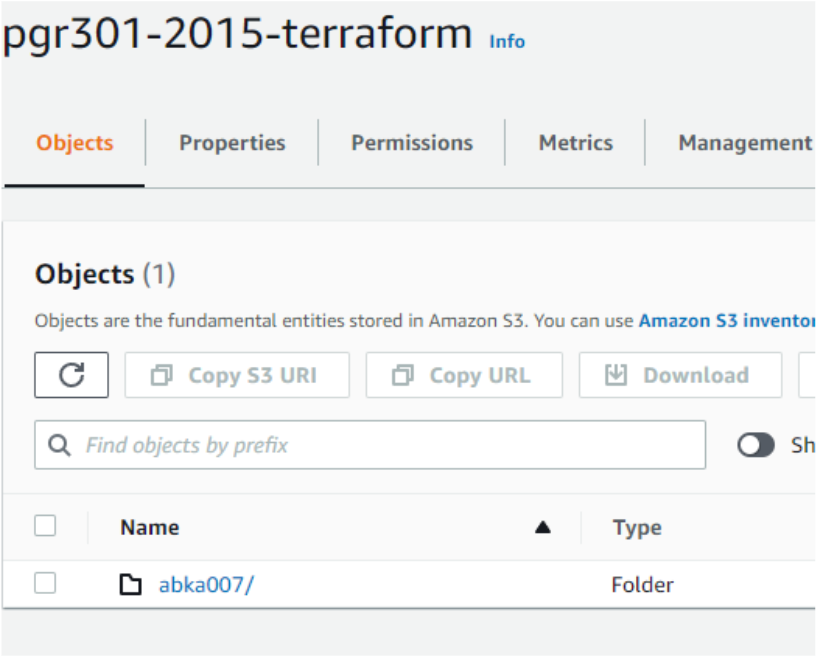 pgr301-2015-terraform Info
Objects Properties Permissions Metrics Management
Objects (1)
Objects are the fundamental entities stored in Amazon S3. You can use Amazon S3 inventor
Copy S3 URI Copy URL Download
Find objects by prefix Sh
Name Type
abka007/ Folder